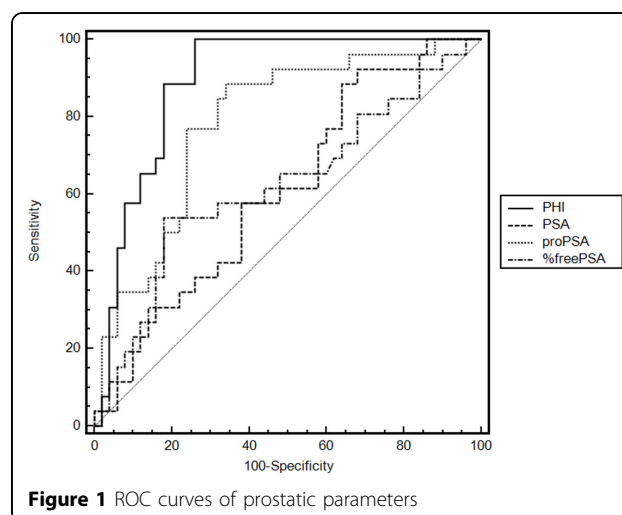 100
80
60
40
20
0
Sensitivity
0 20 40 60 80 100
100-Specificity
PHI
PSA
proPSA
%freePSA
Figure 1 ROC curves of prostatic parameters